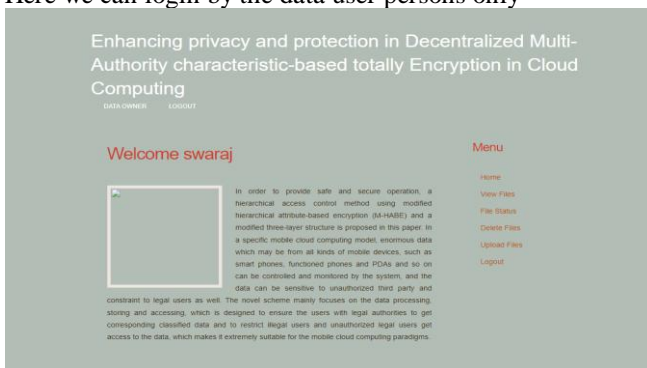 Here we can login by the data user persons only
Enhancing privacy and protection in Decentralized Multi-
Authority characteristic-based totally Encryption in Cloud
Computing
DATA OWNER LOGOUT
Welcome swaraj
In order to provide safe and secure operation, a
hierarchical access control method using modified
hierarchical attribute-based encryption (M-HABE) and a
modified three-layer structure is proposed in this paper. In
a specific mobile cloud computing model, enormous data
which may be from all kinds of mobile devices, such as
smart phones, functioned phones and PDAs and so on
can be controlled and monitored by the system, and the
data can be sensitive to unauthorized third party and
constraint to legal users as well. The novel scheme mainly focuses on the data processing,
storing and accessing, which is designed to ensure the users with legal authorities to get
corresponding classified data and to restrict illegal users and unauthorized legal users get
access to the data, which makes it extremely suitable for the mobile cloud computing paradigms.
Menu
Home
View Files
File Status
Delete Files
Upload Files
Logout